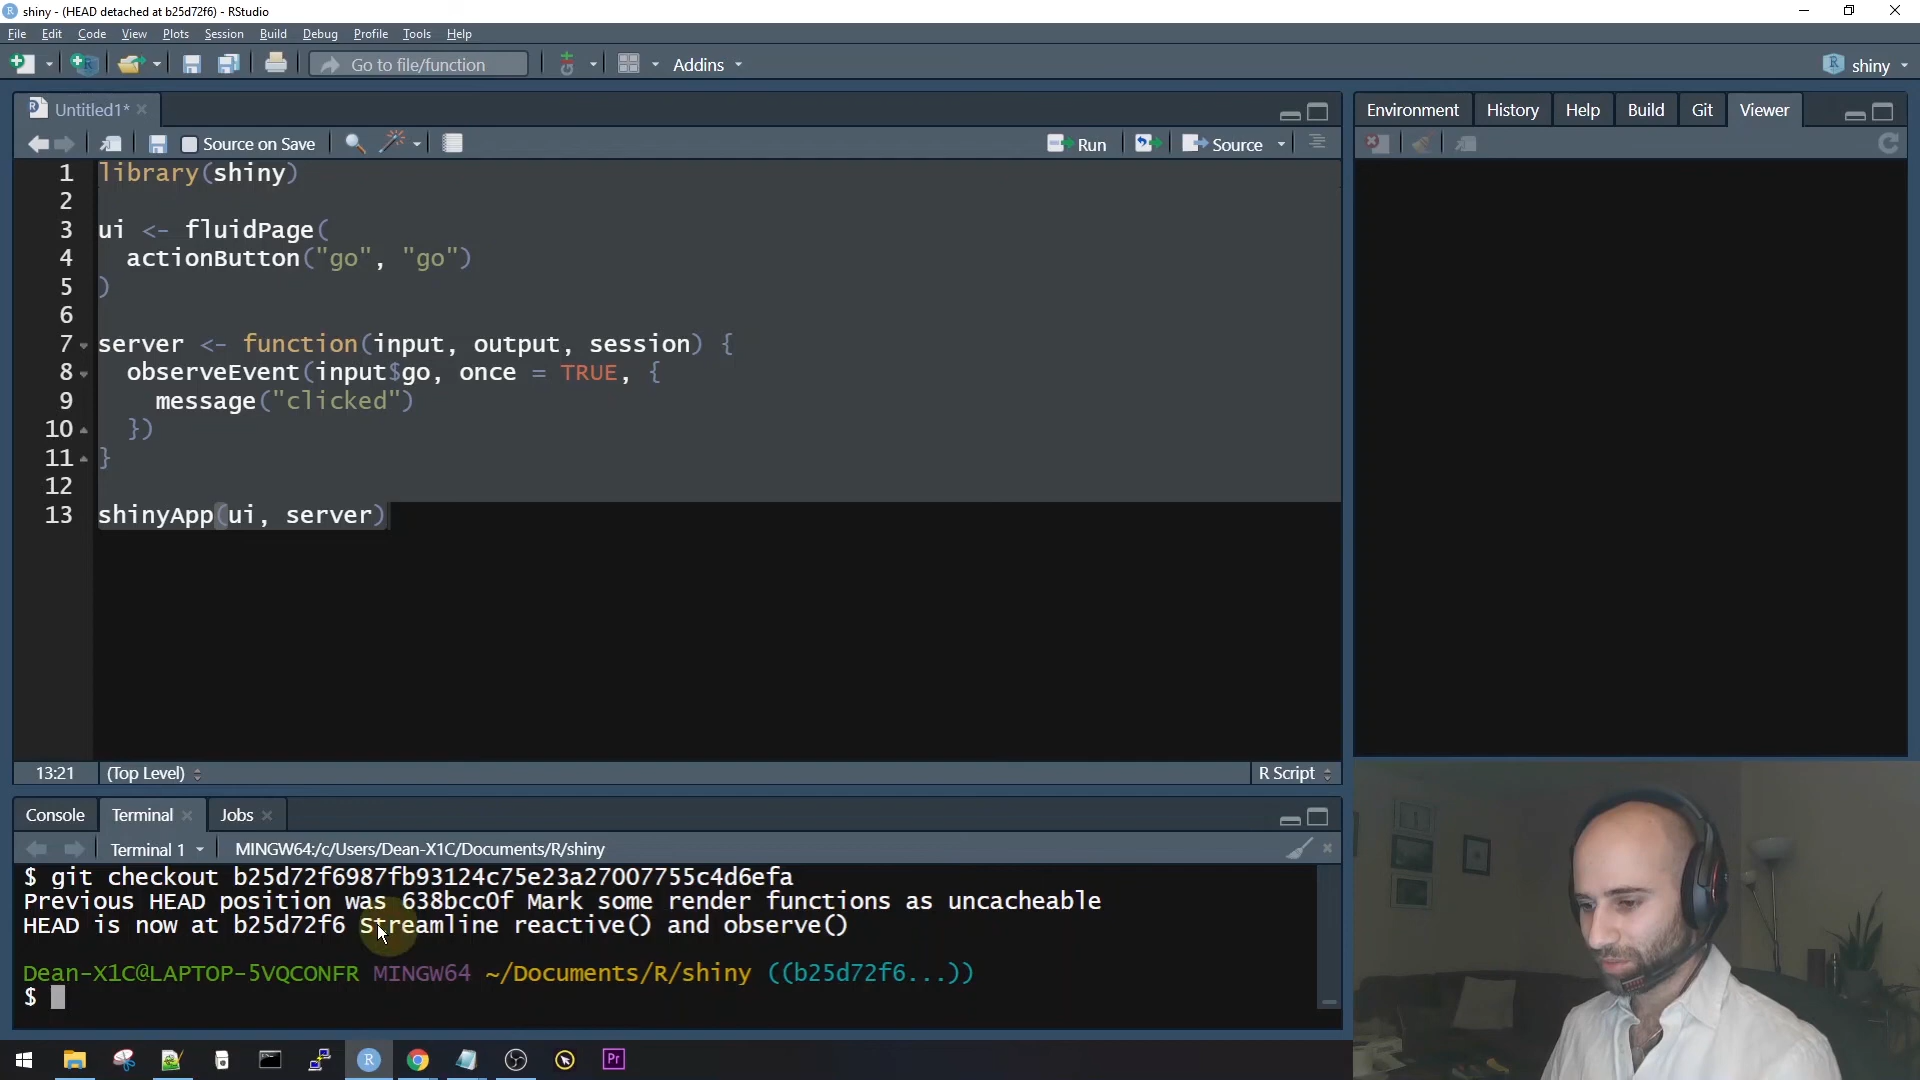 shiny - (HEAD detached at b25d72f6) - RStudio
File Edit Code View Plots Session Build Debug Profile Tools Help
Go to file/function Addins shiny
Untitled1*
Source on Save Run Source
1 library(shiny)
2
3 ui <- fluidPage(
4 actionButton("go", "go")
5 )
6
7 server <- function(input, output, session) {
8 observeEvent(input$go, once = TRUE, {
9 message("clicked")
10 })
11 }
12
13 shinyApp(ui, server)
13:21 (Top Level) R Script
Environment History Help Build Git Viewer
Console Terminal Jobs
Terminal 1 MINGW64:/c/Users/Dean-X1C/Documents/R/shiny
$ git checkout b25d72f6987fb93124c75e23a27007755c4d6efa
Previous HEAD position was 638bcc0f Mark some render functions as uncacheable
HEAD is now at b25d72f6 Streamline reactive() and observe()
Dean-X1C@LAPTOP-5VQCONFR MINGW64 ~/Documents/R/shiny ((b25d72f6...))
$
R Pr